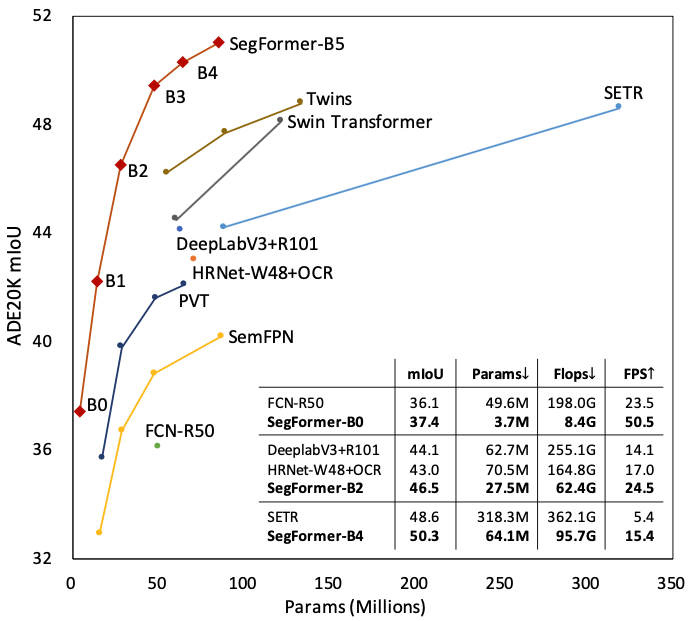 52
48
44
40
36
32
ADE20K mIoU
SegFormer-B5
B4
B3
B2
B1
B0
Twins
Swin Transformer
SETR
DeepLabV3+R101
HRNet-W48+OCR
PVT
SemFPN
FCN-R50
mIoU Params↓ Flops↓ FPS↑
FCN-R50 36.1 49.6M 198.0G 23.5
SegFormer-B0 37.4 3.7M 8.4G 50.5
DeeplabV3+R101 44.1 62.7M 255.1G 14.1
HRNet-W48+OCR 43.0 70.5M 164.8G 17.0
SegFormer-B2 46.5 27.5M 62.4G 24.5
SETR 48.6 318.3M 362.1G 5.4
SegFormer-B4 50.3 64.1M 95.7G 15.4
0 50 100 150 200 250 300 350
Params (Millions)